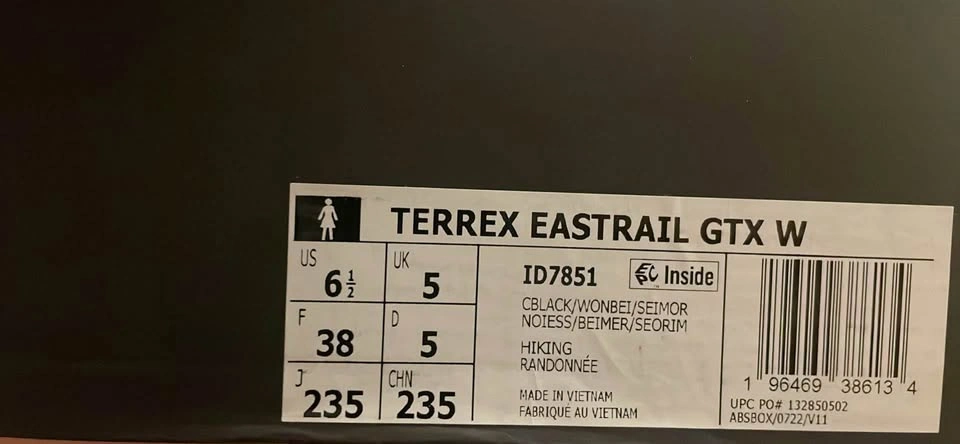 TERREX EASTRAIL GTX W
US 6½
UK 5
F 38
D 5
J 235
CHN 235
ID7851
EPC Inside
CBLACK/WONBEI/SEIMOR
NOIESS/BEIMER/SEORIM
HIKING
RANDONNÉE
MADE IN VIETNAM
FABRIQUÉ AU VIETNAM
1 96469 38613 4
UPC PO# 132850502
ABSBOX/0722/V11